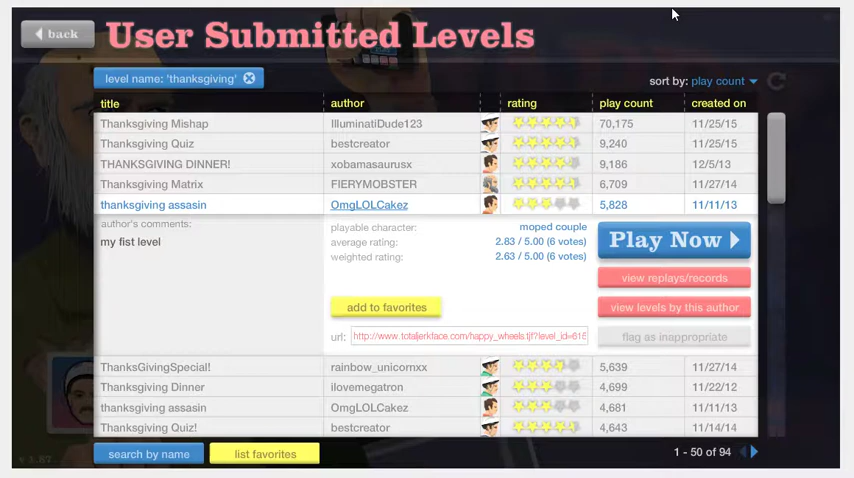 back User Submitted Levels
level name: 'thanksgiving' sort by: play count
title author rating play count created on
Thanksgiving Mishap IlluminatiDude123 70,175 11/25/15
Thanksgiving Quiz bestcreator 9,240 11/25/15
THANKSGIVING DINNER! xobamasaurusx 9,186 12/5/13
Thanksgiving Matrix FIERYMOBSTER 6,709 11/27/14
thanksgiving assasin OmgLOLCakez 5,828 11/11/13
author's comments:
my fist level
playable character: moped couple
average rating: 2.83 / 5.00 (6 votes)
weighted rating: 2.63 / 5.00 (6 votes)
add to favorites
url: http://www.totaljerkface.com/happy_wheels.tjf?level_id=616
Play Now
view replays/records
view levels by this author
flag as inappropriate
ThanksGivingSpecial! rainbow_unicornxx 5,639 11/27/14
Thanksgiving Dinner ilovemegatron 4,699 11/22/12
thanksgiving assasin OmgLOLCakez 4,681 11/11/13
Thanksgiving Quiz! bestcreator 4,643 11/14/14
search by name list favorites 1 - 50 of 94